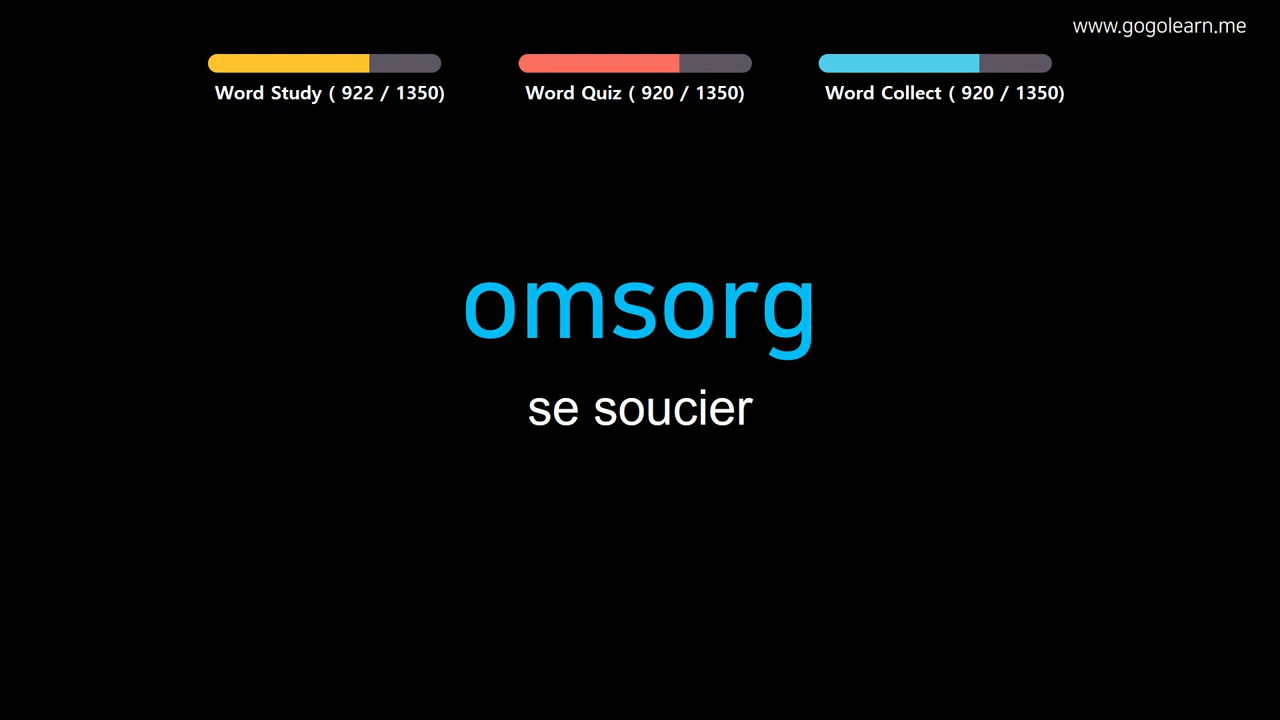 www.gogolearn.me
Word Study ( 922 / 1350)
Word Quiz ( 920 / 1350)
Word Collect ( 920 / 1350)
omsorg
se soucier